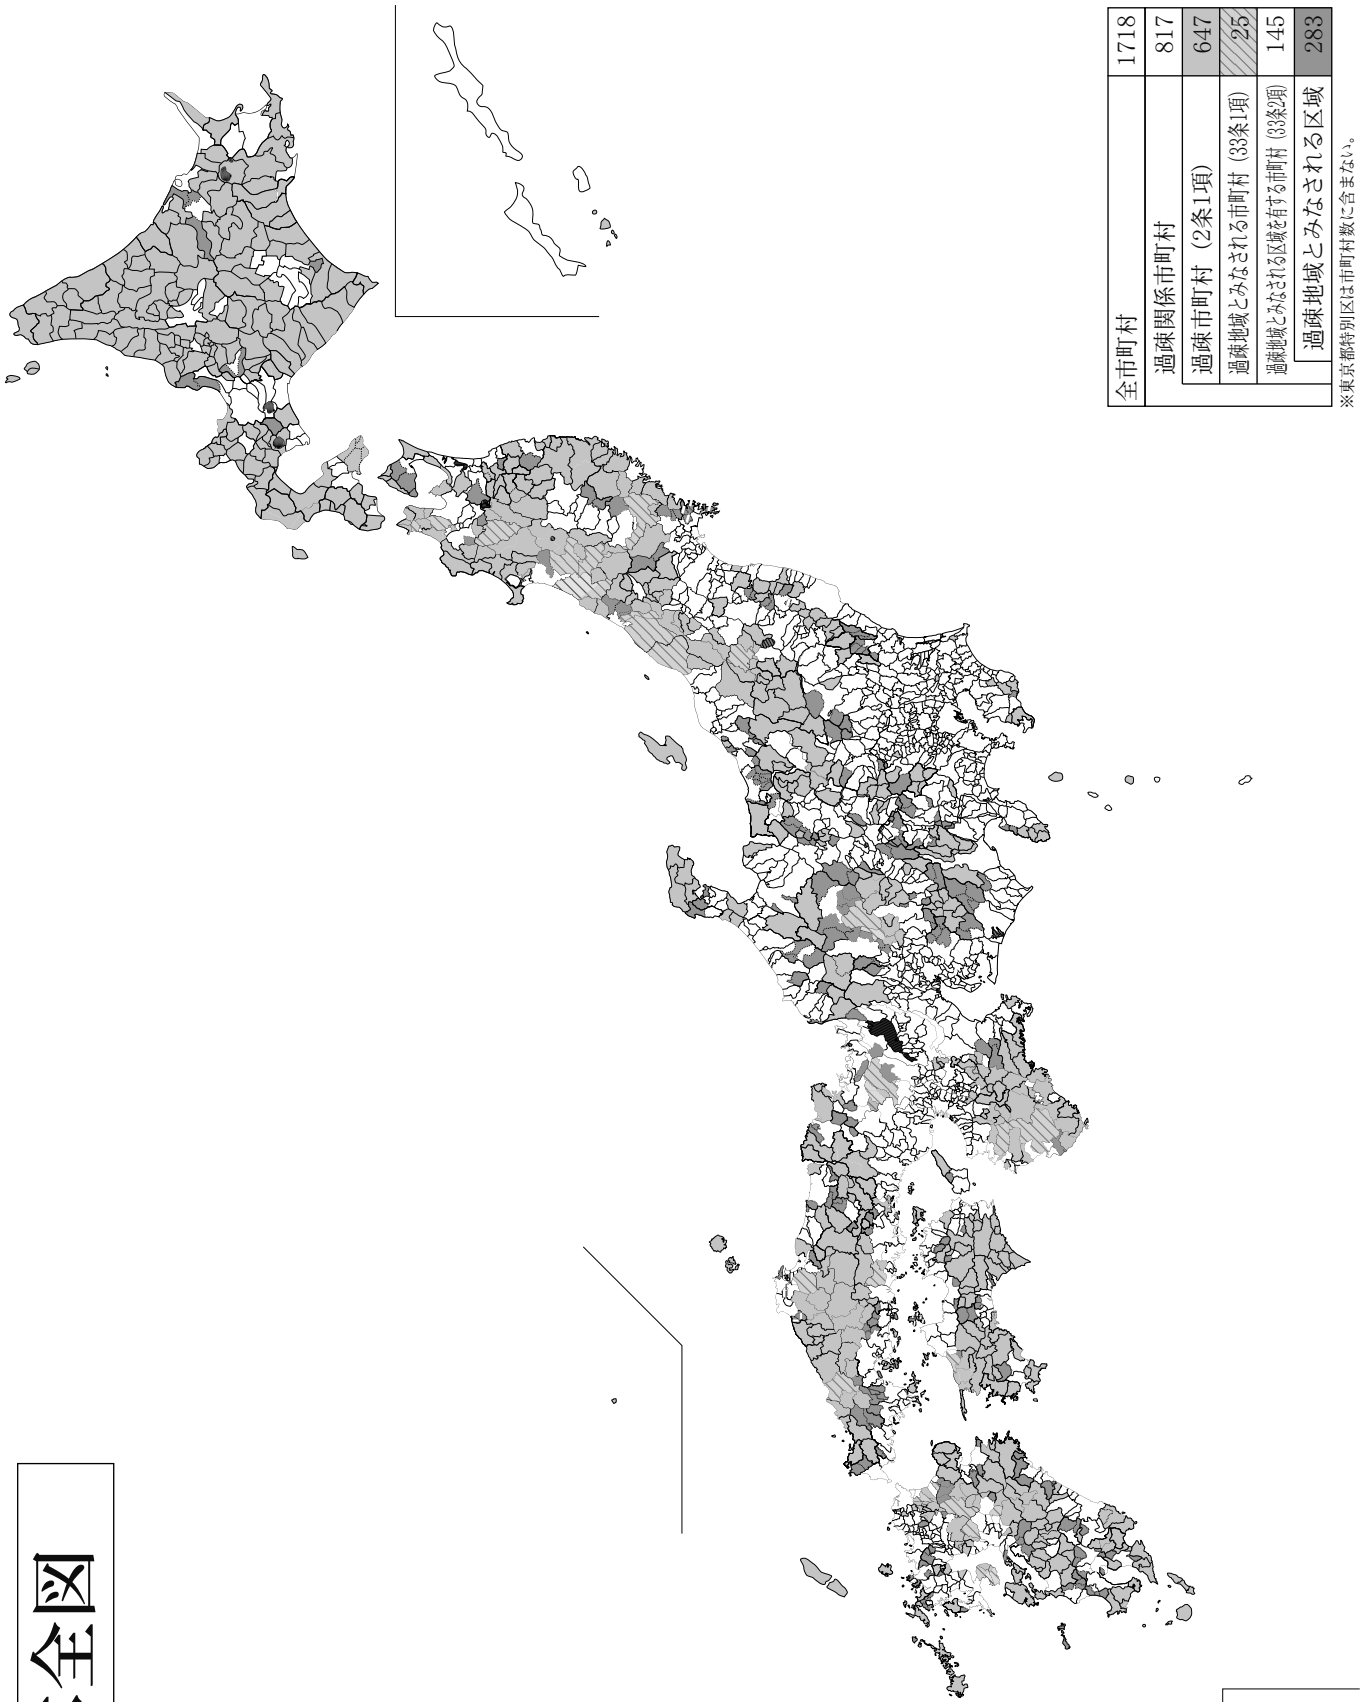 全市町村 1718
過疎関係市町村 817
過疎市町村 (2条1項) 647
過疎地域とみなされる市町村 (33条1項) 25
過疎地域とみなされる区域を有する市町村 (33条2項) 145
過疎地域とみなされる区域 283
※東京都特別区は市町村数に含まない。
全図